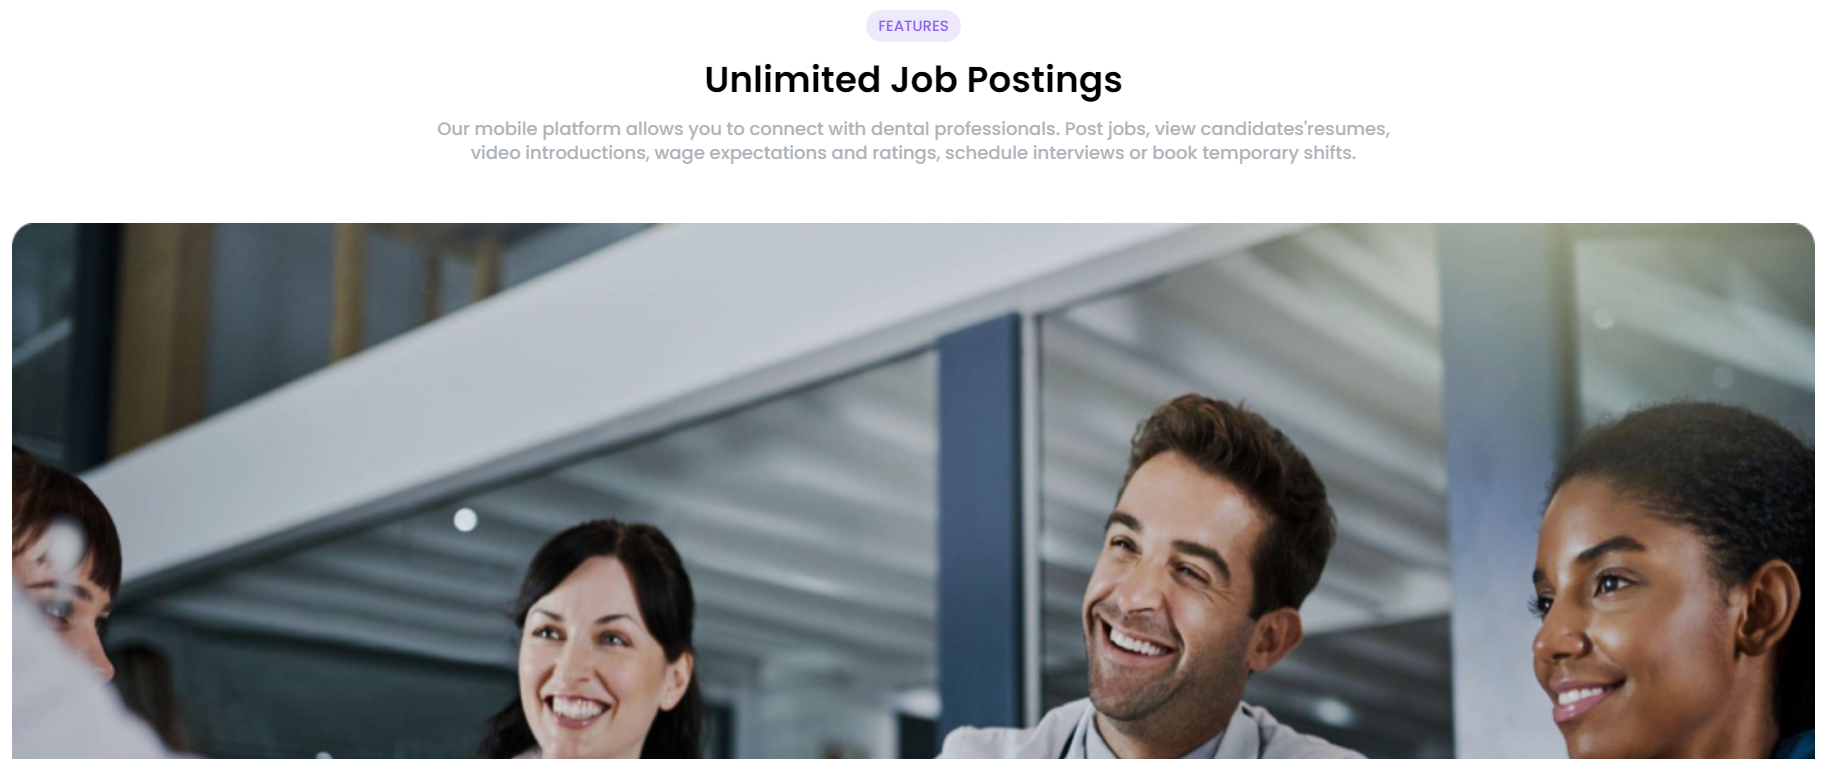 FEATURES
Unlimited Job Postings
Our mobile platform allows you to connect with dental professionals. Post jobs, view candidates'resumes,
video introductions, wage expectations and ratings, schedule interviews or book temporary shifts.